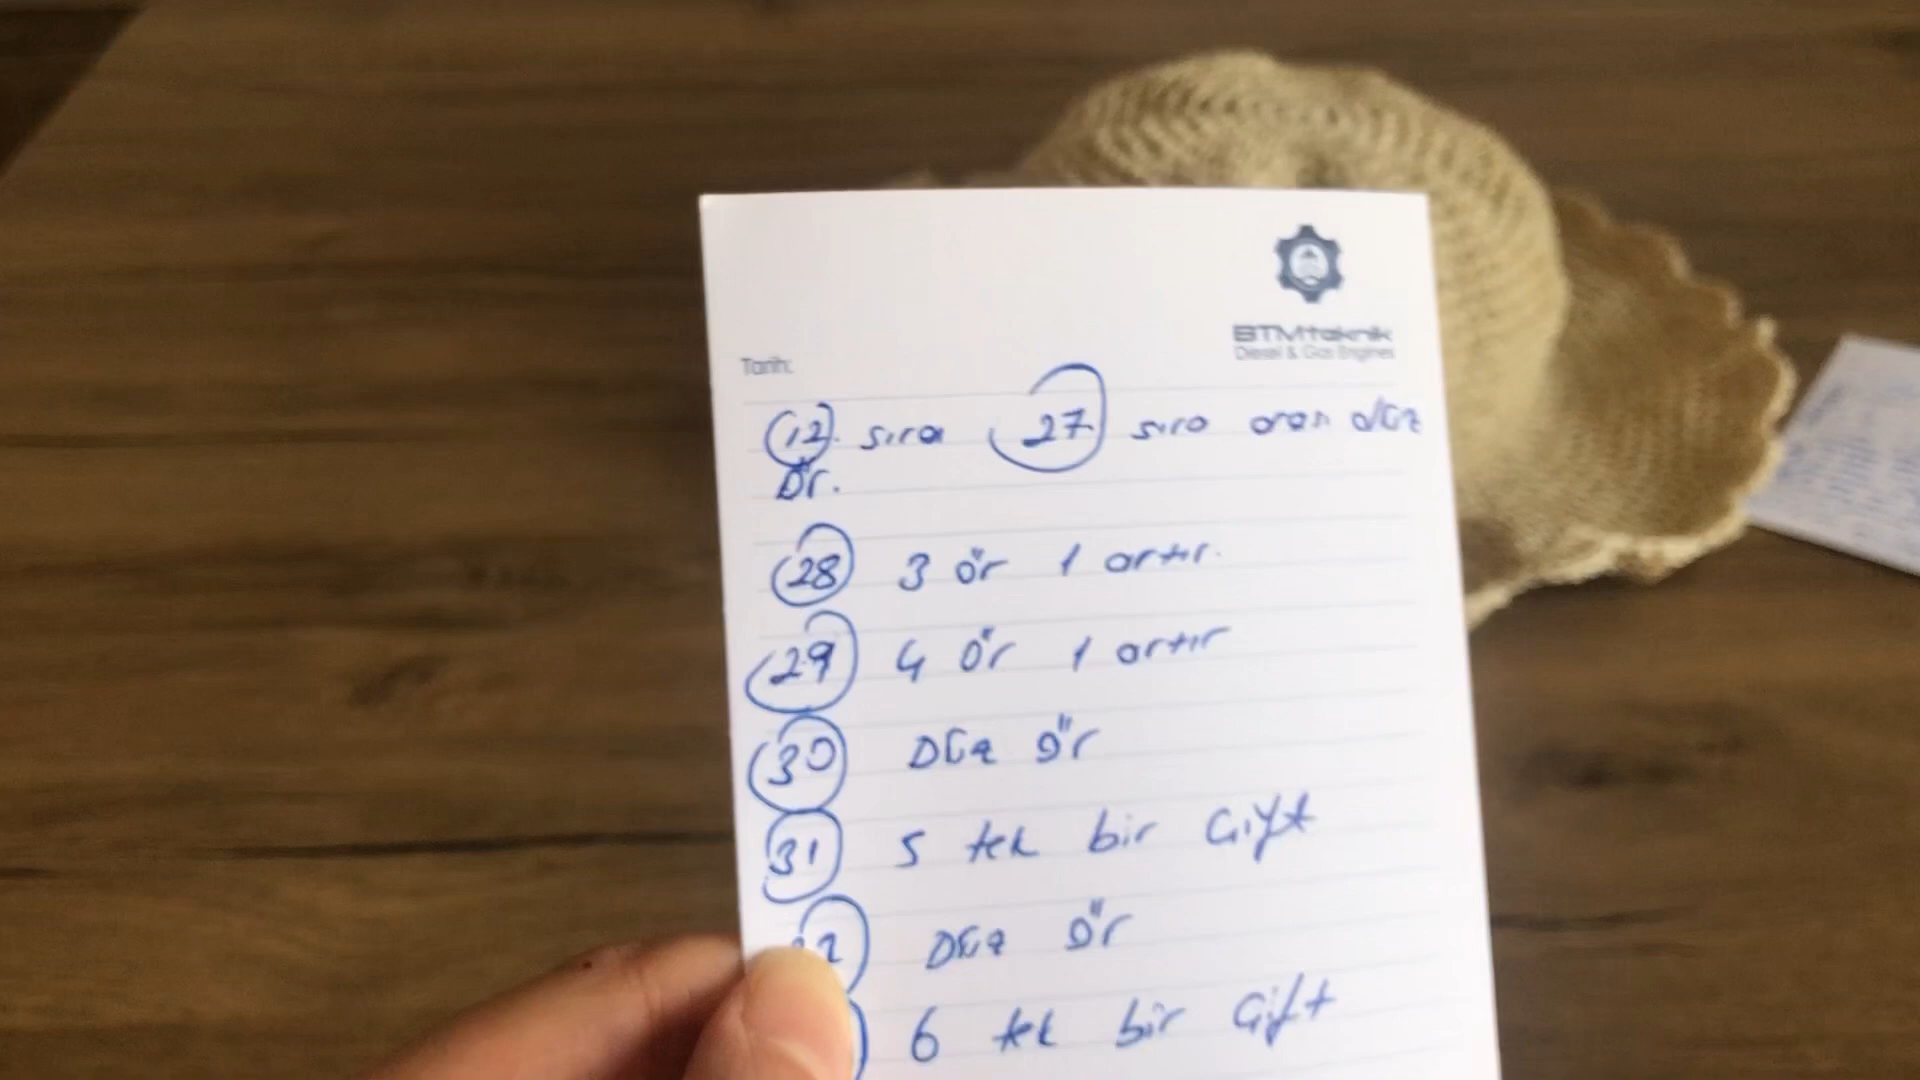 BTMteknik
Diesel & Gas Engines
Tarih:
12. sıra 27. sıra arası düz
Ör.
28 3 ör 1 artır.
29 4 ör 1 artır
30 Düz ör
31 5 tek bir çift
Düz ör
6 tek bir çift